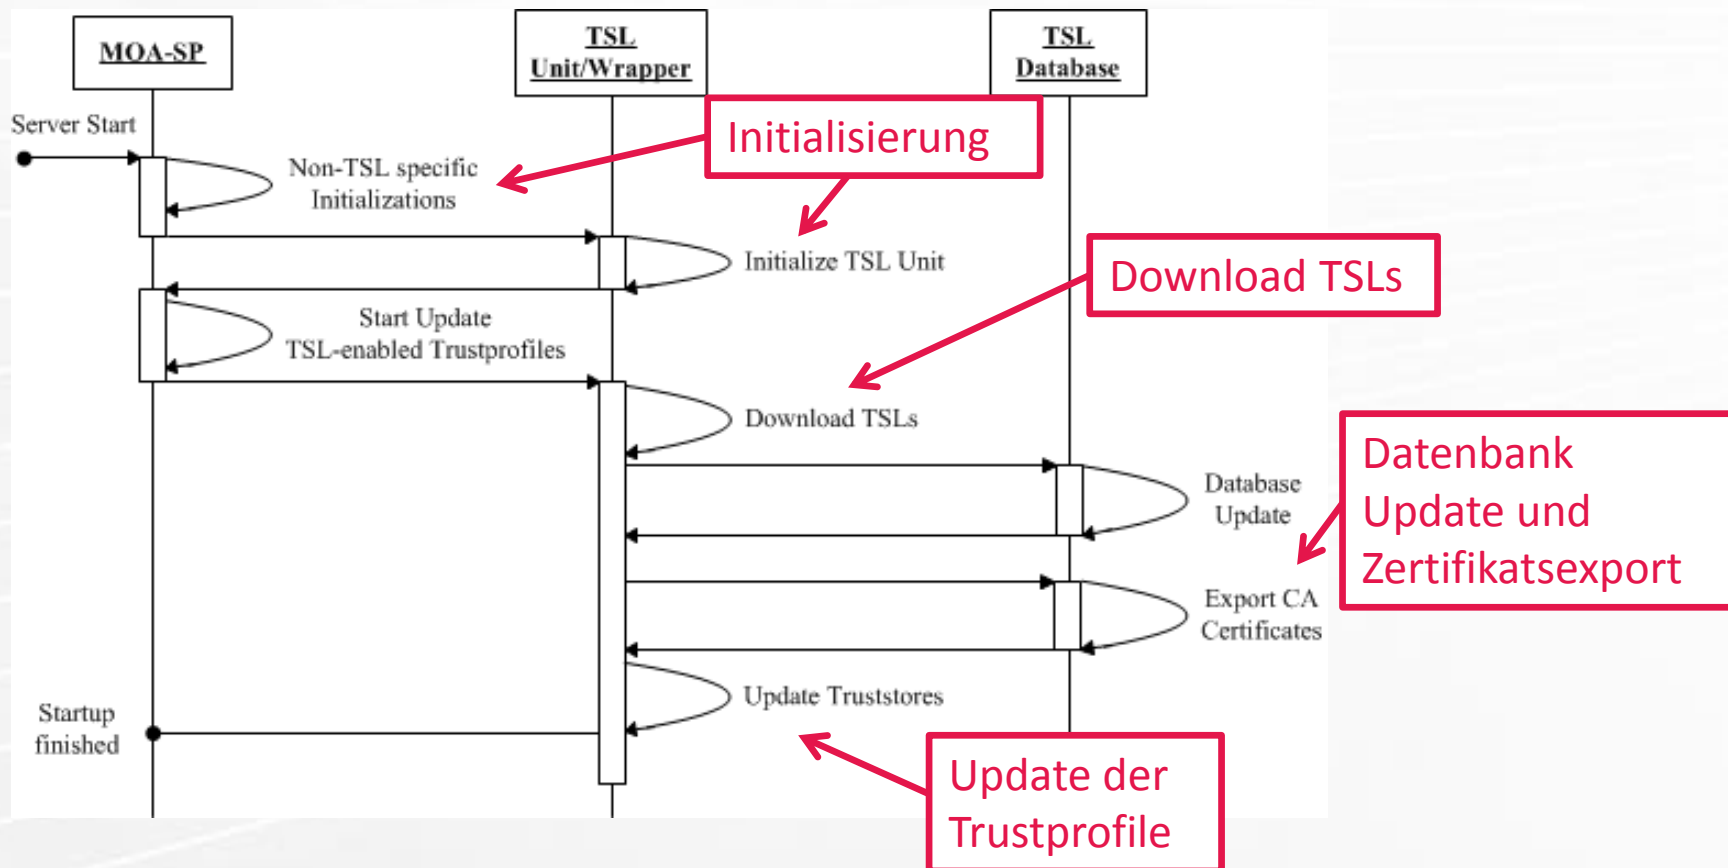 MOA-SP
TSL
Unit/Wrapper
TSL
Database
Server Start
Initialisierung
Non-TSL specific
Initializations
Initialize TSL Unit
Download TSLs
Start Update
TSL-enabled Trustprofiles
Download TSLs
Datenbank
Update und
Zertifikatsexport
Database
Update
Export CA
Certificates
Update Truststores
Startup
finished
Update der
Trustprofile